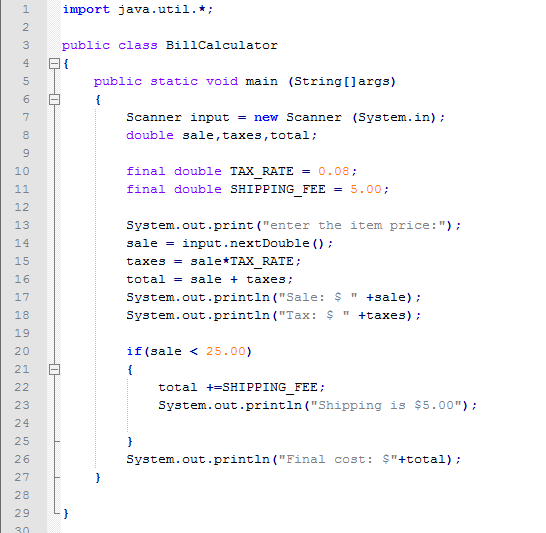 1 import java.util.*;
2
3 public class BillCalculator
4 {
5 public static void main (String[]args)
6 {
7 Scanner input = new Scanner (System.in);
8 double sale,taxes,total;
9
10 final double TAX_RATE = 0.08;
11 final double SHIPPING_FEE = 5.00;
12
13 System.out.print("enter the item price:");
14 sale = input.nextDouble();
15 taxes = sale*TAX_RATE;
16 total = sale + taxes;
17 System.out.println("Sale: $ " +sale);
18 System.out.println("Tax: $ " +taxes);
19
20 if(sale < 25.00)
21 {
22 total +=SHIPPING_FEE;
23 System.out.println("Shipping is $5.00");
24
25 }
26 System.out.println("Final cost: $"+total);
27 }
28
29 }
30